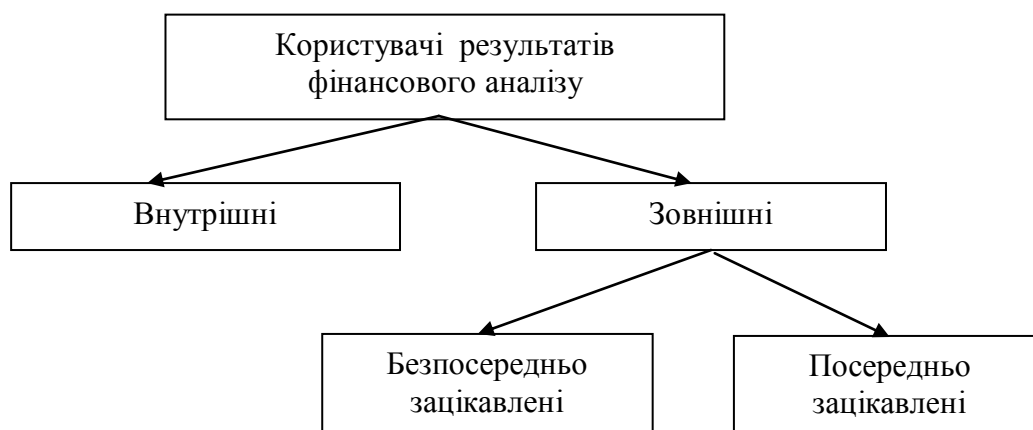 Користувачі результатів
фінансового аналізу
Внутрішні
Зовнішні
Безпосередньо
зацікавлені
Посередньо
зацікавлені